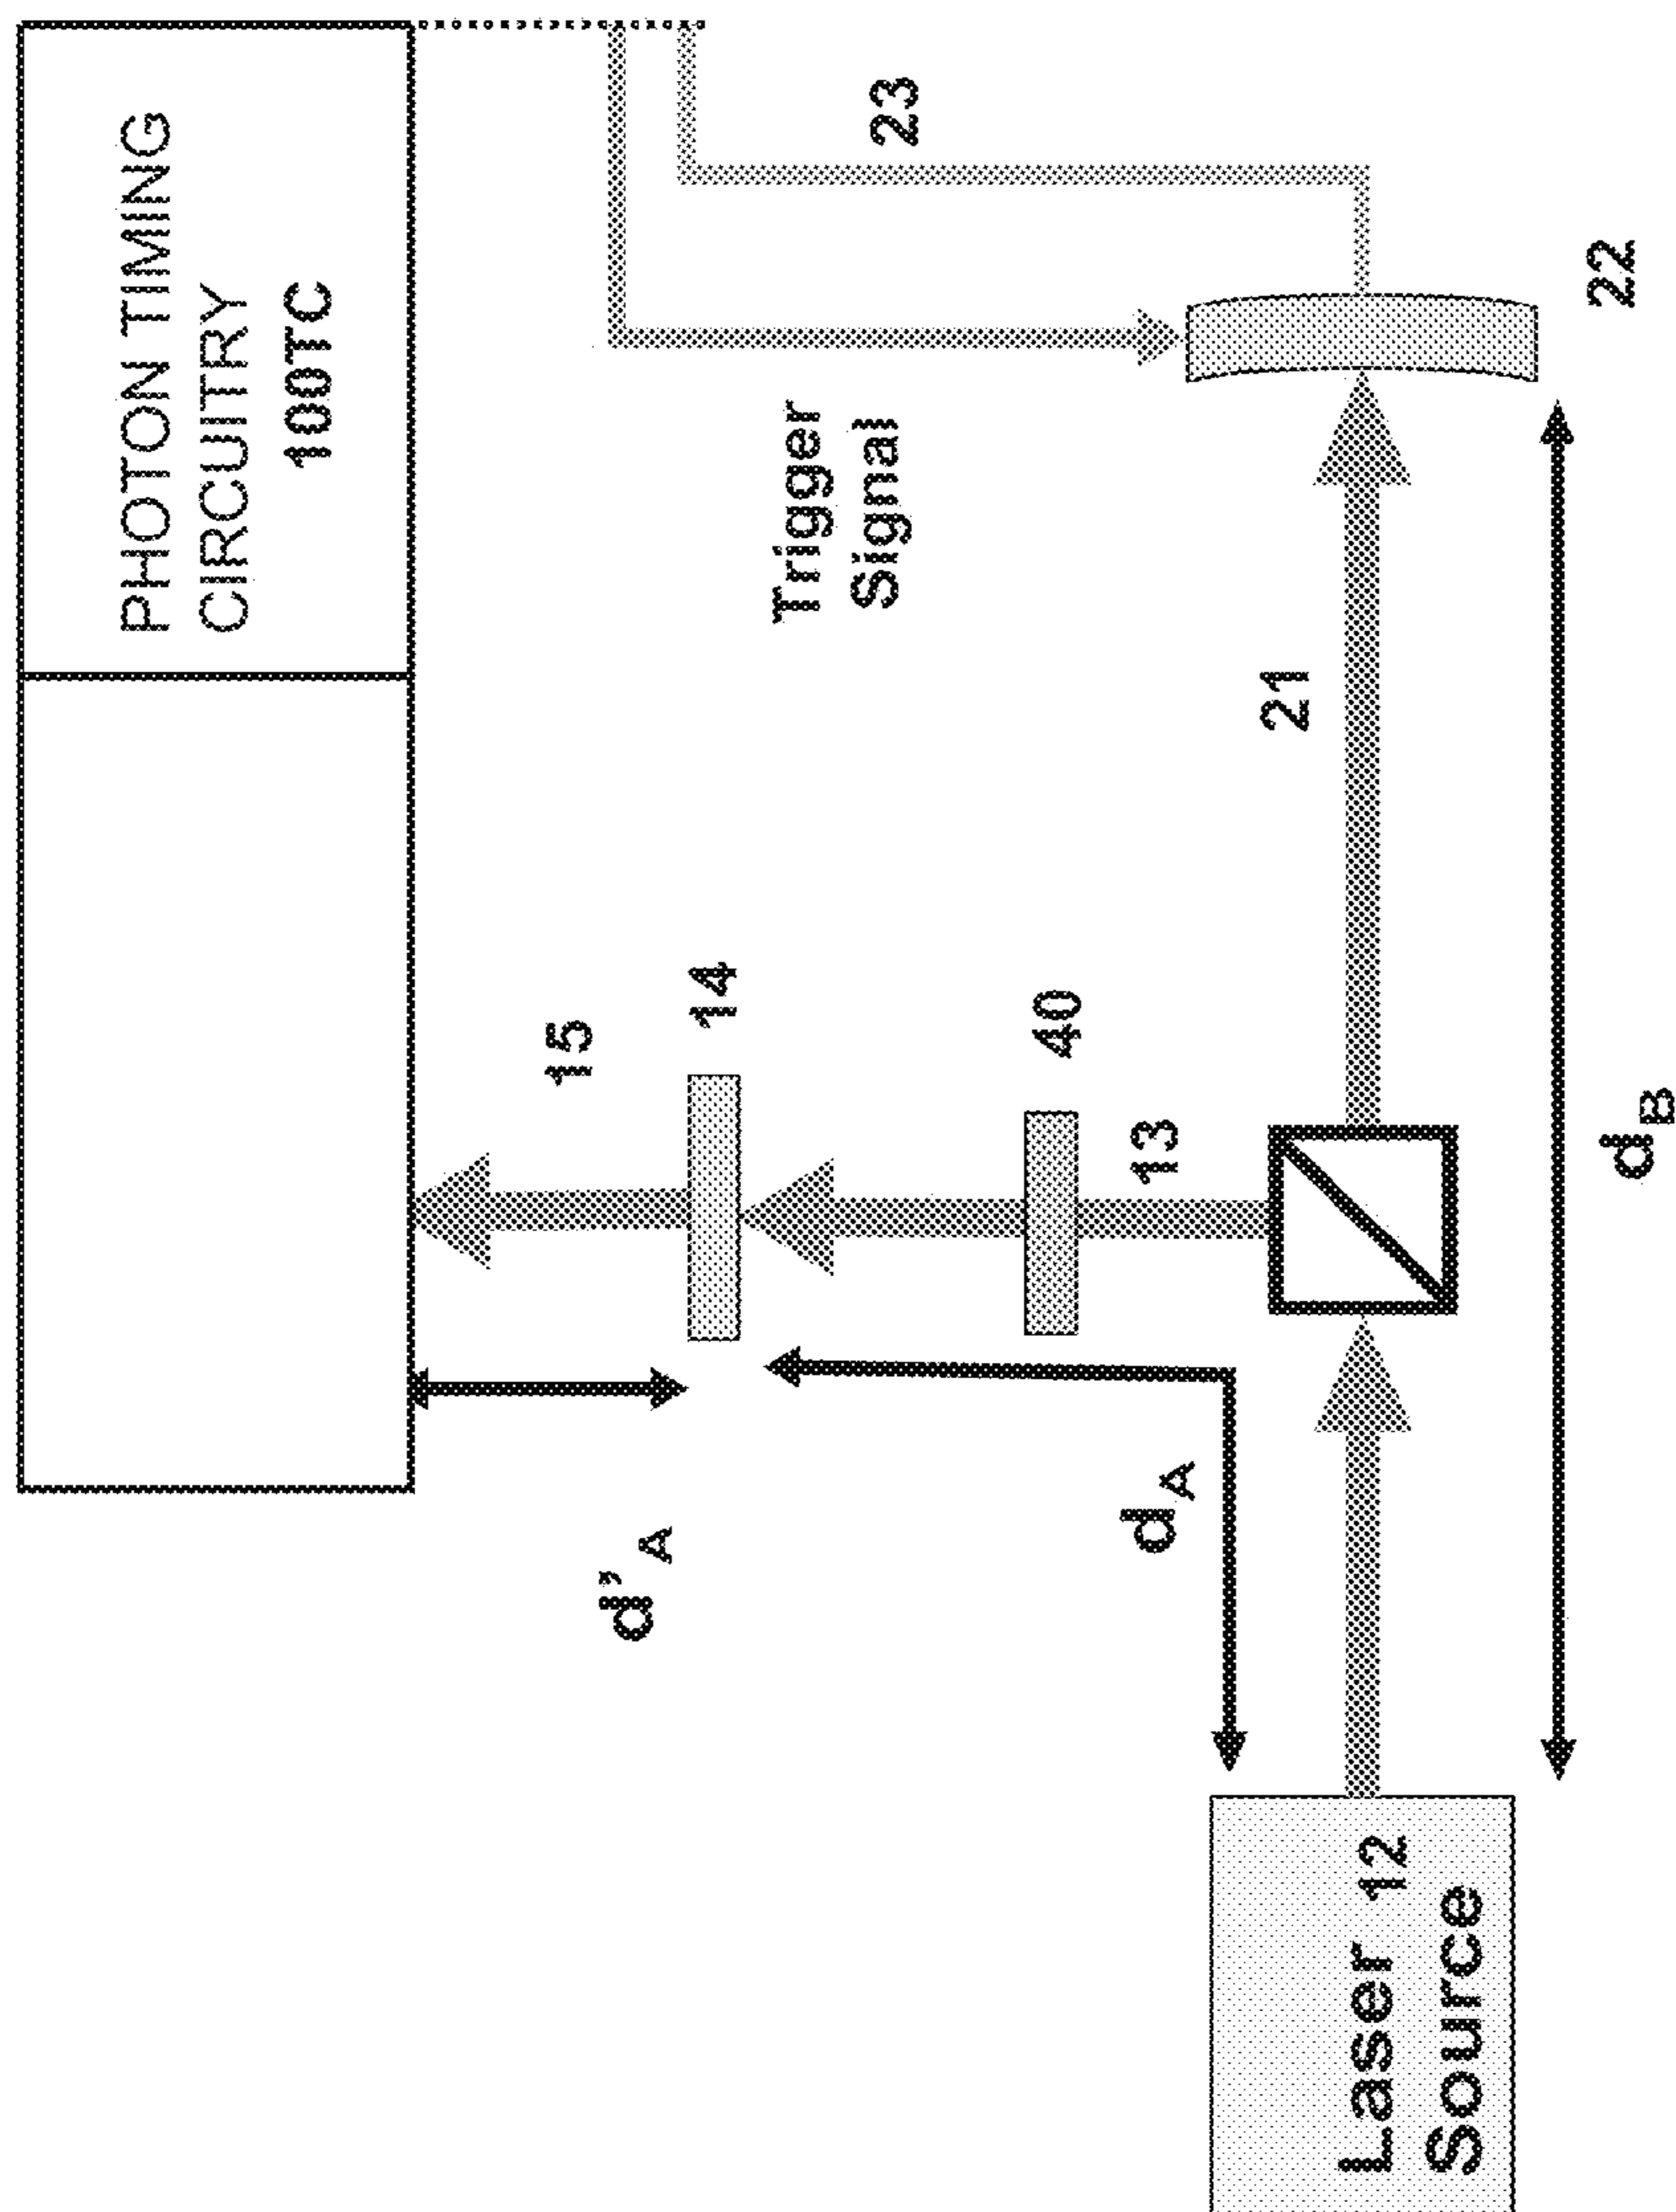 PHOTON TIMING
CIRCUITRY
100TC
23
Trigger
Signal
22
21
15
14
40
13
d'A
dA
dB
Laser 12
Source